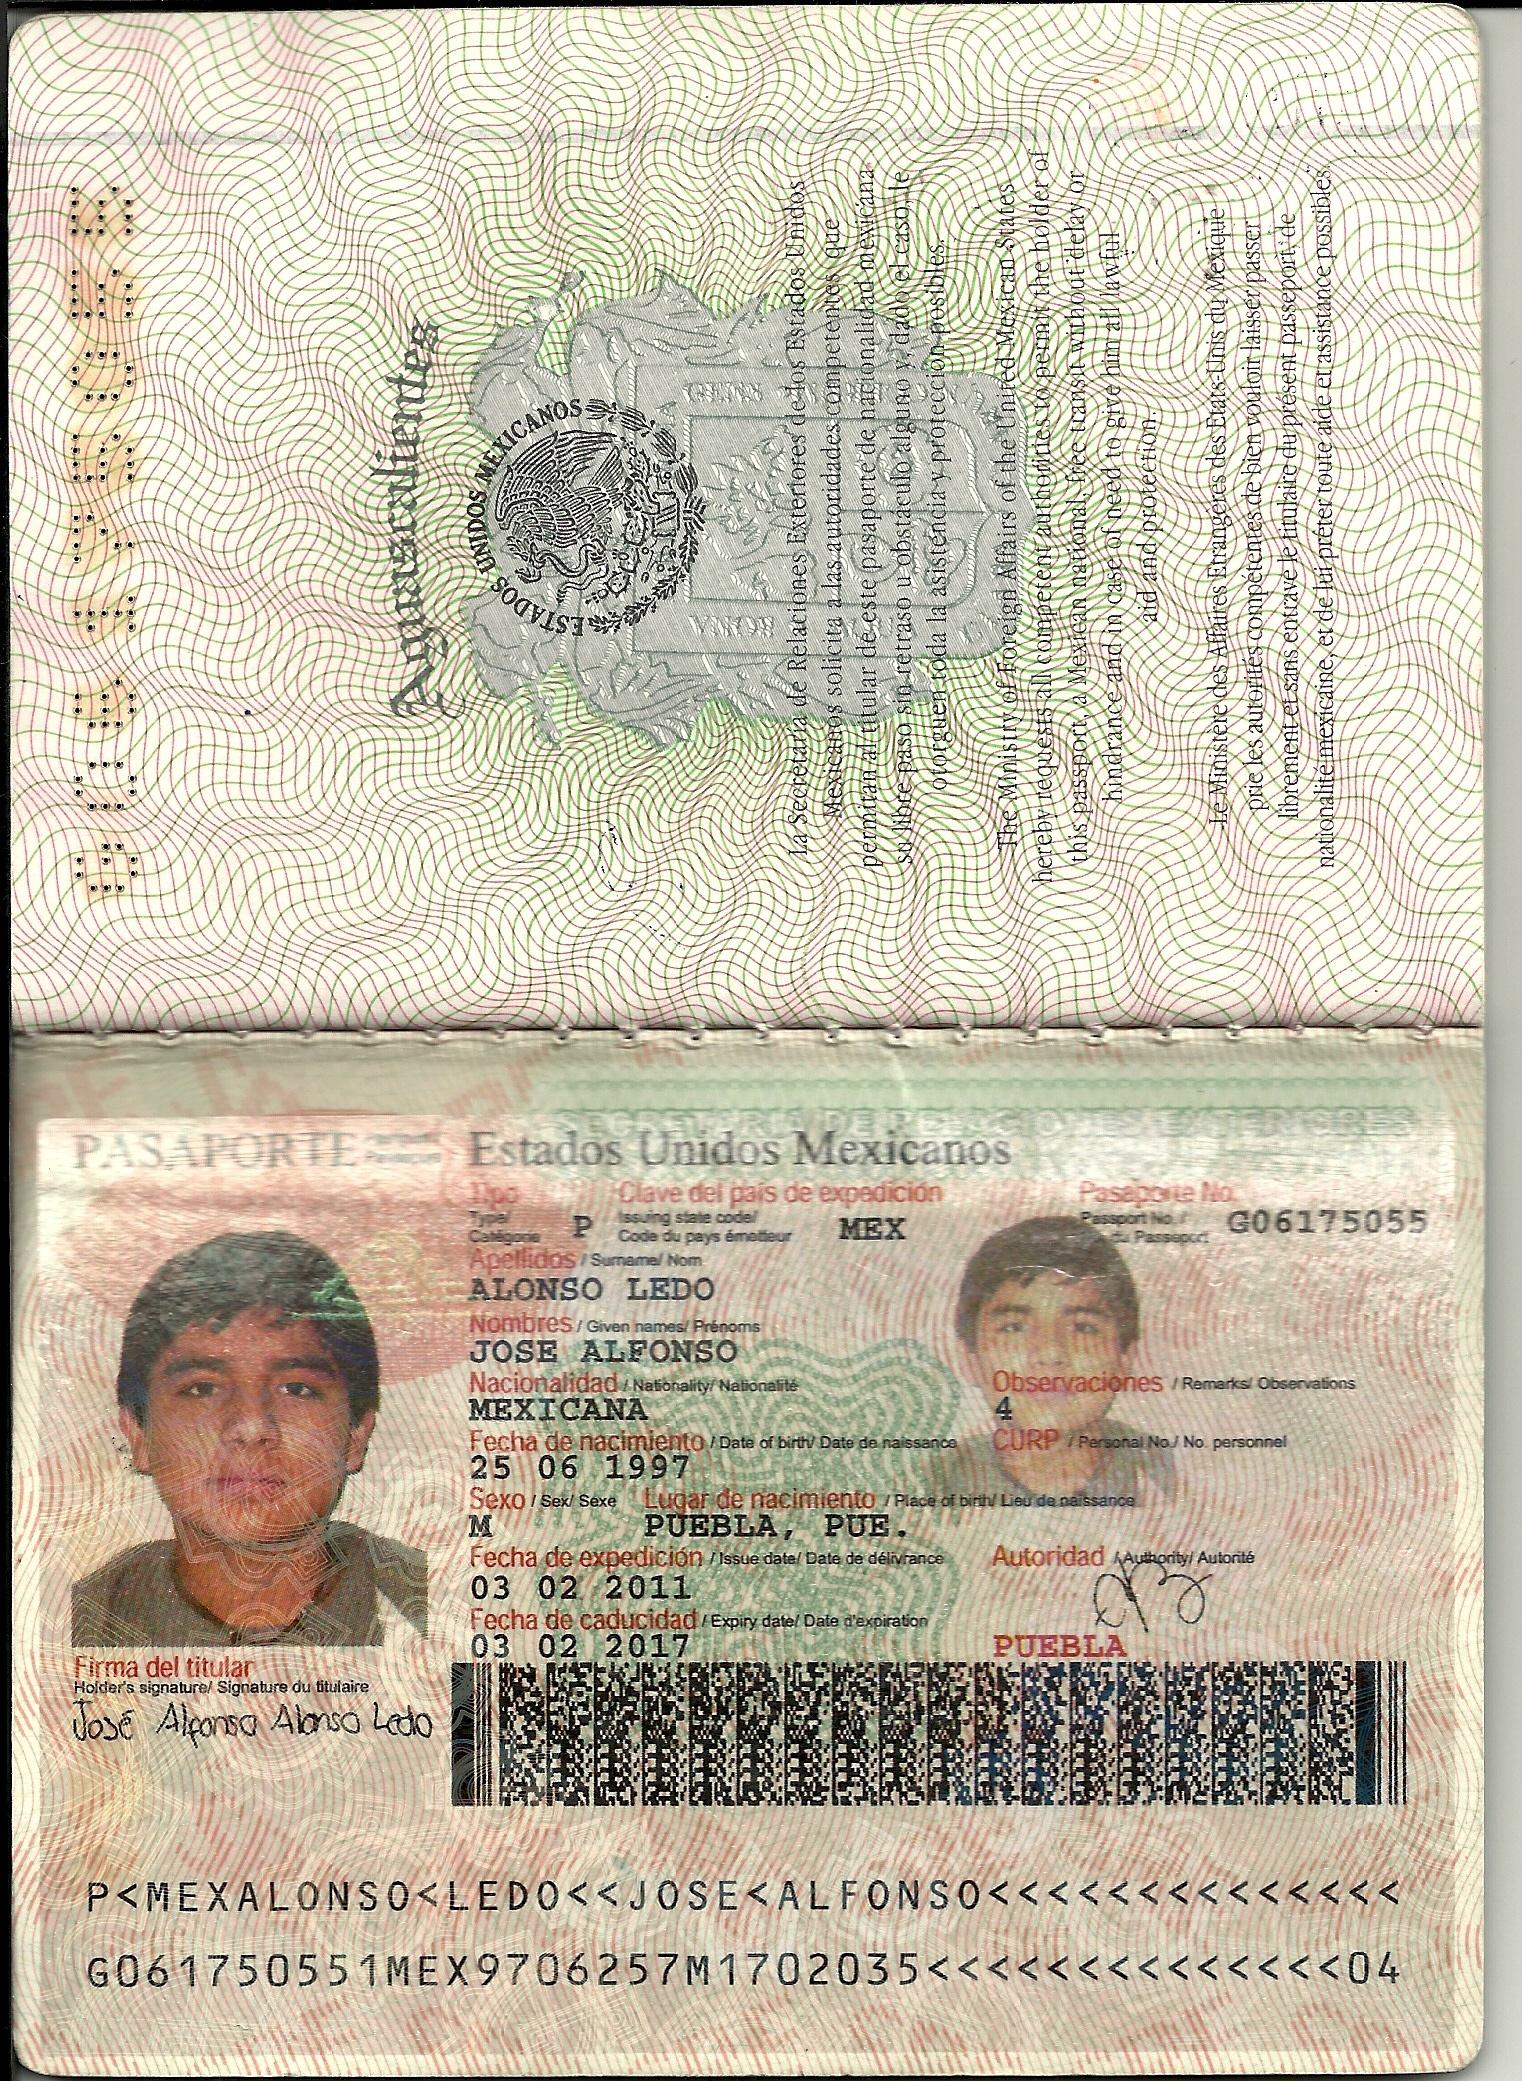 Aguascalientes
ESTADOS UNIDOS MEXICANOS
La Secretaría de Relaciones Exteriores de los Estados Unidos
Mexicanos solicita a las autoridades competentes que
permitan al titular de este pasaporte de nacionalidad mexicana
su libre paso sin retraso u obstáculo alguno y, dado el caso, le
otorguen toda la asistencia y protección posibles.
The Ministry of Foreign Affairs of the United Mexican States
hereby requests all competent authorities to permit the holder of
this passport, a Mexican national, free transit without delay or
hindrance and in case of need to give him all lawful
aid and protection.
Le Ministère des Affaires Etrangères des Etats-Unis du Mexique
prie les autorités compétentes de bien vouloir laisser passer
librement et sans entrave le titulaire du présent passeport de
nationalité mexicaine, et de lui prêter toute aide et assistance possibles.
PASAPORTE Estados Unidos Mexicanos
Tipo Clave del país de expedición Pasaporte No.
Type/ Catégorie P Issuing state code/ Code du pays émetteur MEX Passport No./ du Passeport G06175055
Apellidos / Surname/ Nom
ALONSO LEDO
Nombres / Given names/ Prénoms
JOSE ALFONSO
Nacionalidad / Nationality/ Nationalité Observaciones / Remarks/ Observations
MEXICANA 4
Fecha de nacimiento / Date of birth/ Date de naissance CURP / Personal No./ No. personnel
25 06 1997
Sexo / Sex/ Sexe Lugar de nacimiento / Place of birth/ Lieu de naissance
M PUEBLA, PUE.
Fecha de expedición / Issue date/ Date de délivrance Autoridad / Authority/ Autorité
03 02 2011
Fecha de caducidad / Expiry date/ Date d'expiration
03 02 2017 PUEBLA
Firma del titular
Holder's signature/ Signature du titulaire
José Alfonso Alonso Ledo
P<MEXALONSO<LEDO<<JOSE<ALFONSO<<<<<<<<<<<<<<
G061750551MEX9706257M1702035<<<<<<<<<<<<<<04